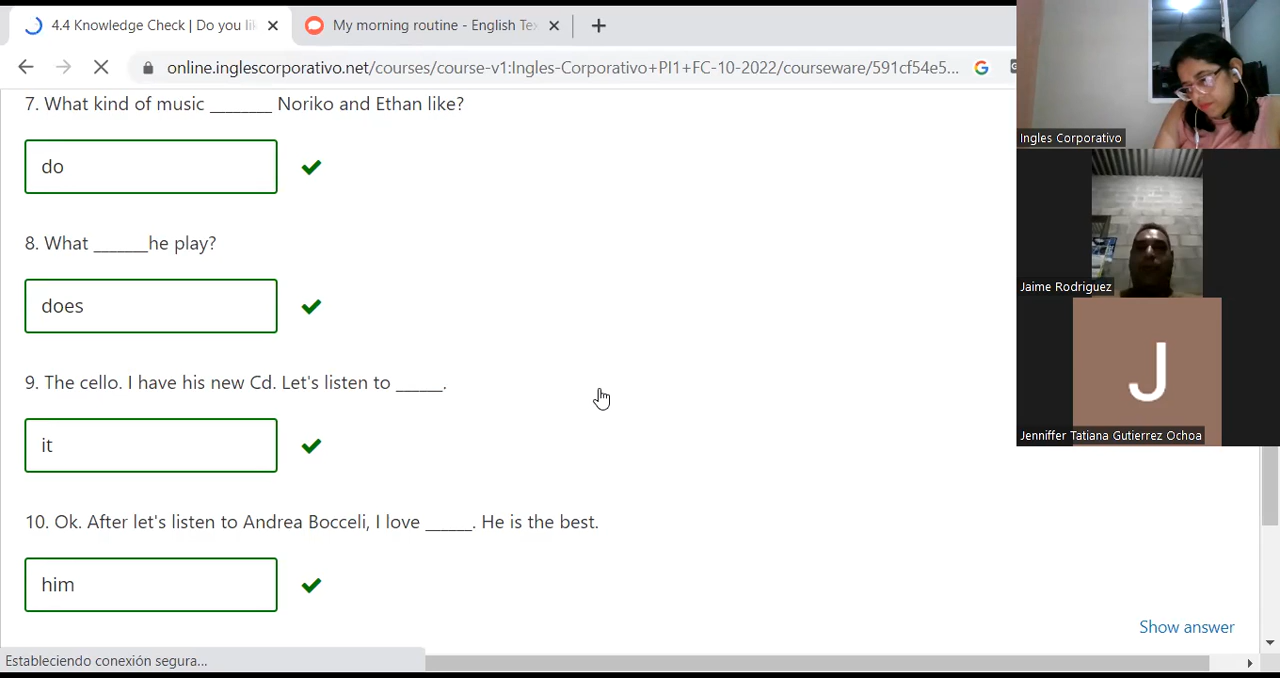 4.4 Knowledge Check | Do you li
My morning routine - English Te
online.inglescorporativo.net/courses/course-v1:Ingles-Corporativo+PI1+FC-10-2022/courseware/591cf54e5...
7. What kind of music ________ Noriko and Ethan like?
do
8. What _______he play?
does
9. The cello. I have his new Cd. Let's listen to ______.
it
10. Ok. After let's listen to Andrea Bocceli, I love ______. He is the best.
him
Show answer
Estableciendo conexión segura...
Ingles Corporativo
Jaime Rodriguez
J
Jenniffer Tatiana Gutierrez Ochoa